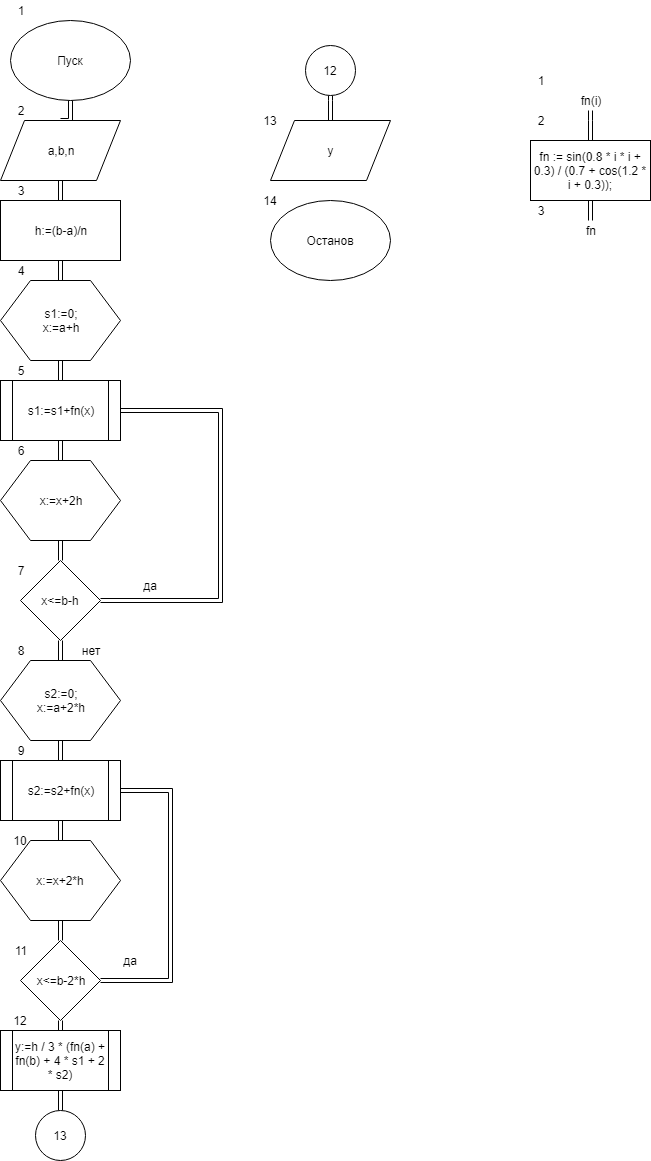 1
Пуск
2
a,b,n
3
h:=(b-a)/n
4
s1:=0;
x:=a+h
5
s1:=s1+fn(x)
6
x:=x+2h
7
x<=b-h
да
8
нет
s2:=0;
x:=a+2*h
9
s2:=s2+fn(x)
10
x:=x+2*h
11
x<=b-2*h
да
12
y:=h / 3 * (fn(a) +
fn(b) + 4 * s1 + 2
* s2)
13
12
13
y
14
Останов
1
fn(i)
2
fn := sin(0.8 * i * i +
0.3) / (0.7 + cos(1.2 *
i + 0.3));
3
fn